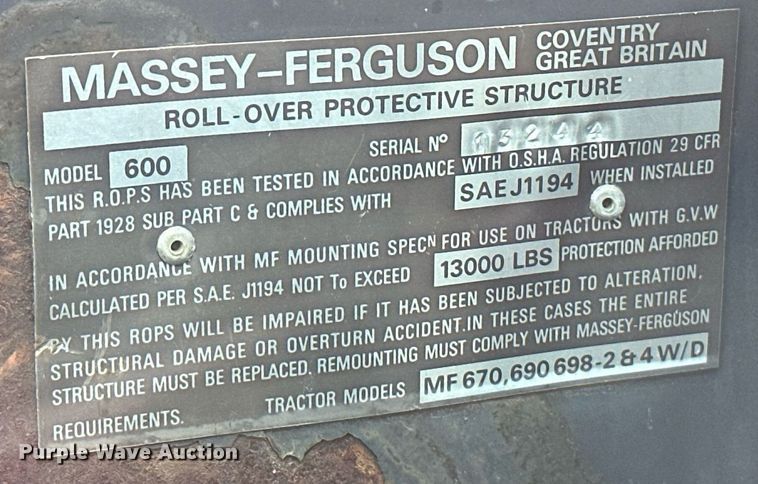 MASSEY-FERGUSON COVENTRY GREAT BRITAIN
ROLL-OVER PROTECTIVE STRUCTURE
MODEL 600 SERIAL Nº 13244
THIS R.O.P.S HAS BEEN TESTED IN ACCORDANCE WITH O.S.H.A. REGULATION 29 CFR
PART 1928 SUB PART C & COMPLIES WITH SAEJ1194 WHEN INSTALLED
IN ACCORDANCE WITH MF MOUNTING SPECN FOR USE ON TRACTORS WITH G.V.W
CALCULATED PER S.A.E. J1194 NOT To EXCEED 13000 LBS PROTECTION AFFORDED
BY THIS ROPS WILL BE IMPAIRED IF IT HAS BEEN SUBJECTED TO ALTERATION,
STRUCTURAL DAMAGE OR OVERTURN ACCIDENT.IN THESE CASES THE ENTIRE
STRUCTURE MUST BE REPLACED. REMOUNTING MUST COMPLY WITH MASSEY-FERGUSON
REQUIREMENTS. TRACTOR MODELS MF 670,690 698-2 & 4 W/D
Purple Wave Auction